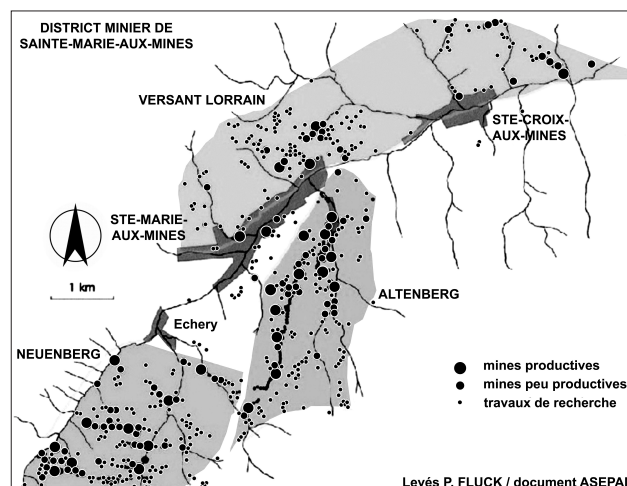 DISTRICT MINIER DE
SAINTE-MARIE-AUX-MINES
VERSANT LORRAIN
STE-CROIX-
AUX-MINES
STE-MARIE-
AUX-MINES
1 km
ALTENBERG
Echery
NEUENBERG
mines productives
mines peu productives
travaux de recherche
Levés P. FLUCK / document ASEPAM